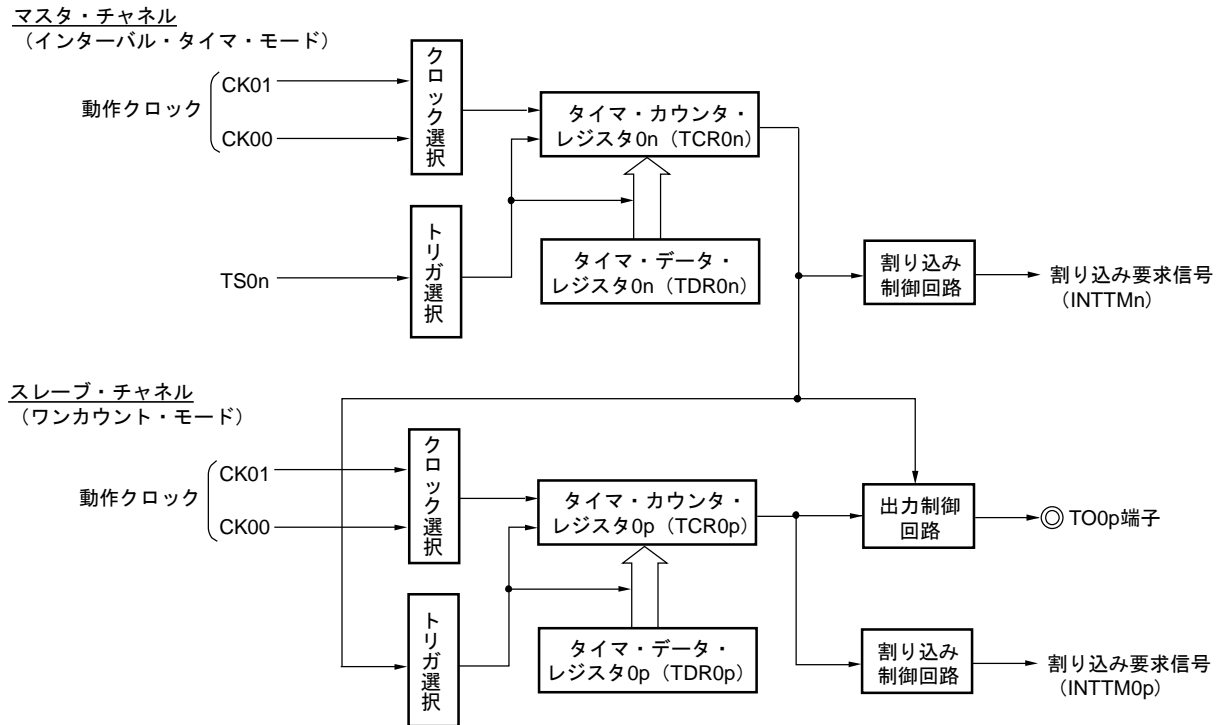 マスタ・チャネル
（インターバル・タイマ・モード）
動作クロック
CK01
CK00
クロック選択
タイマ・カウンタ・
レジスタ0n（TCR0n）
TS0n
トリガ選択
タイマ・データ・
レジスタ0n（TDR0n）
割り込み
制御回路
割り込み要求信号
（INTTMn）
スレーブ・チャネル
（ワンカウント・モード）
動作クロック
CK01
CK00
クロック選択
タイマ・カウンタ・
レジスタ0p（TCR0p）
出力制御
回路
TO0p端子
トリガ選択
タイマ・データ・
レジスタ0p（TDR0p）
割り込み
制御回路
割り込み要求信号
（INTTM0p）